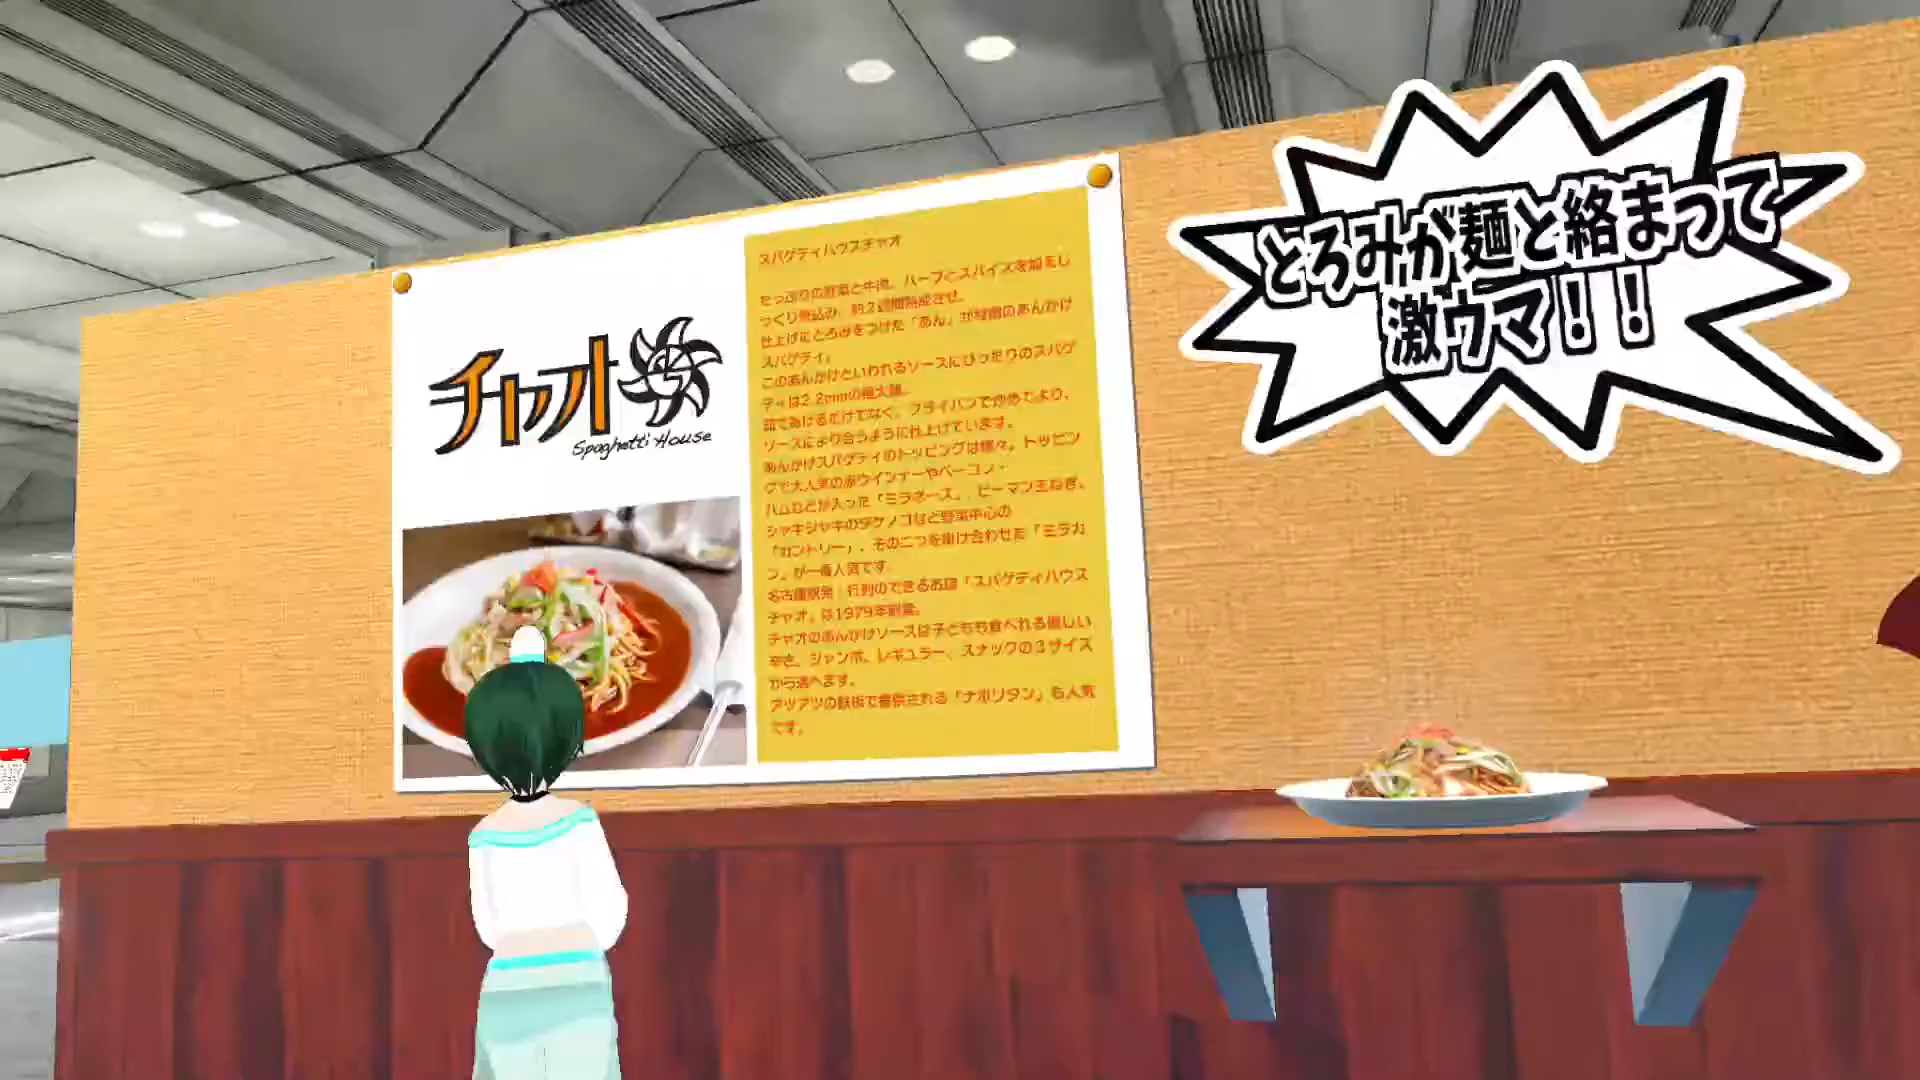 チャオ
Spaghetti House
スパゲティハウスチャオ
たっぷりの野菜と牛肉、ハーブとスパイスを加えじ
っくり煮込み、約2週間熟成させ、
仕上げにとろみをつけた「あん」が特徴のあんかけ
スパゲティ。
このあんかけといわれるソースにぴったりのスパゲ
ティは2.2mmの極太麺。
茹であげるだけでなく、フライパンで炒めており、
ソースにより合うように仕上げています。
あんかけスパゲティのトッピングは様々。トッピン
グで大人気の赤ウインナーやベーコン・
ハムなどが入った「ミラネーズ」、ピーマン玉ねぎ、
シャキシャキのタケノコなど野菜中心の
「カントリー」、その二つを掛け合わせた「ミラカ
ン」が一番人気です。
名古屋駅発!行列のできるお店「スパゲティハウス
チャオ」は1979年創業。
チャオのあんかけソースは子どもも食べれる優しい
辛さ。ジャンボ、レギュラー、スナックの3サイズ
から選べます。
アツアツの鉄板で提供される「ナポリタン」も人気
です。
とろみが麺と絡まって
激ウマ!!